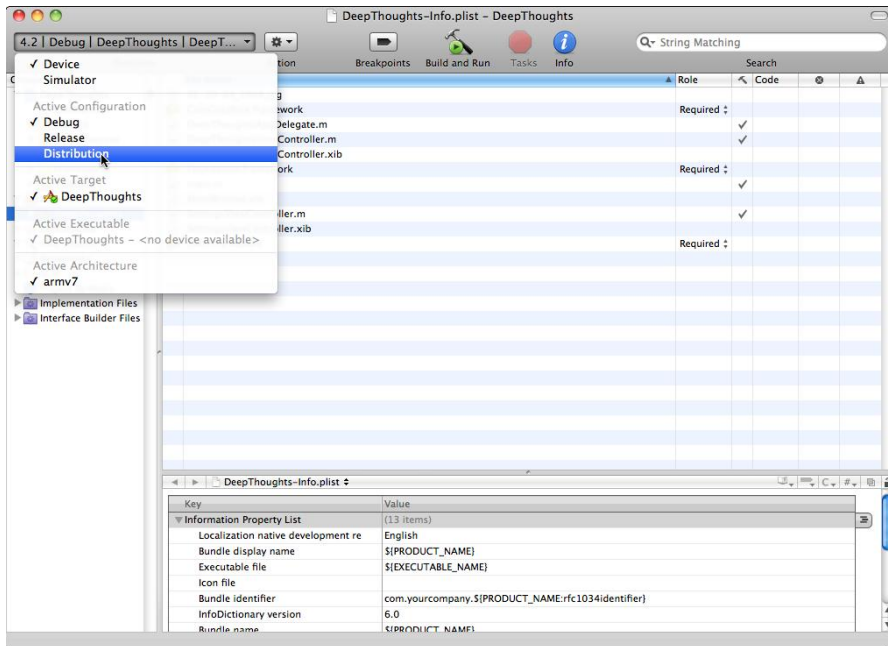 DeepThoughts-Info.plist – DeepThoughts
4.2 | Debug | DeepThoughts | DeepT...
String Matching
Breakpoints
Build and Run
Tasks
Info
Search
✓ Device
Simulator
Active Configuration
✓ Debug
Release
Distribution
Active Target
✓ DeepThoughts
Active Executable
✓ DeepThoughts – <no device available>
Active Architecture
✓ armv7
Role
Code
Required
Delegate.m
Controller.m
Controller.xib
Required
ller.m
ller.xib
Required
Implementation Files
Interface Builder Files
DeepThoughts-Info.plist
C
#
Key Value
Information Property List (13 items)
Localization native development re English
Bundle display name ${PRODUCT_NAME}
Executable file ${EXECUTABLE_NAME}
Icon file
Bundle identifier com.yourcompany.${PRODUCT_NAME:rfc1034identifier}
InfoDictionary version 6.0
Bundle name ${PRODUCT_NAME}